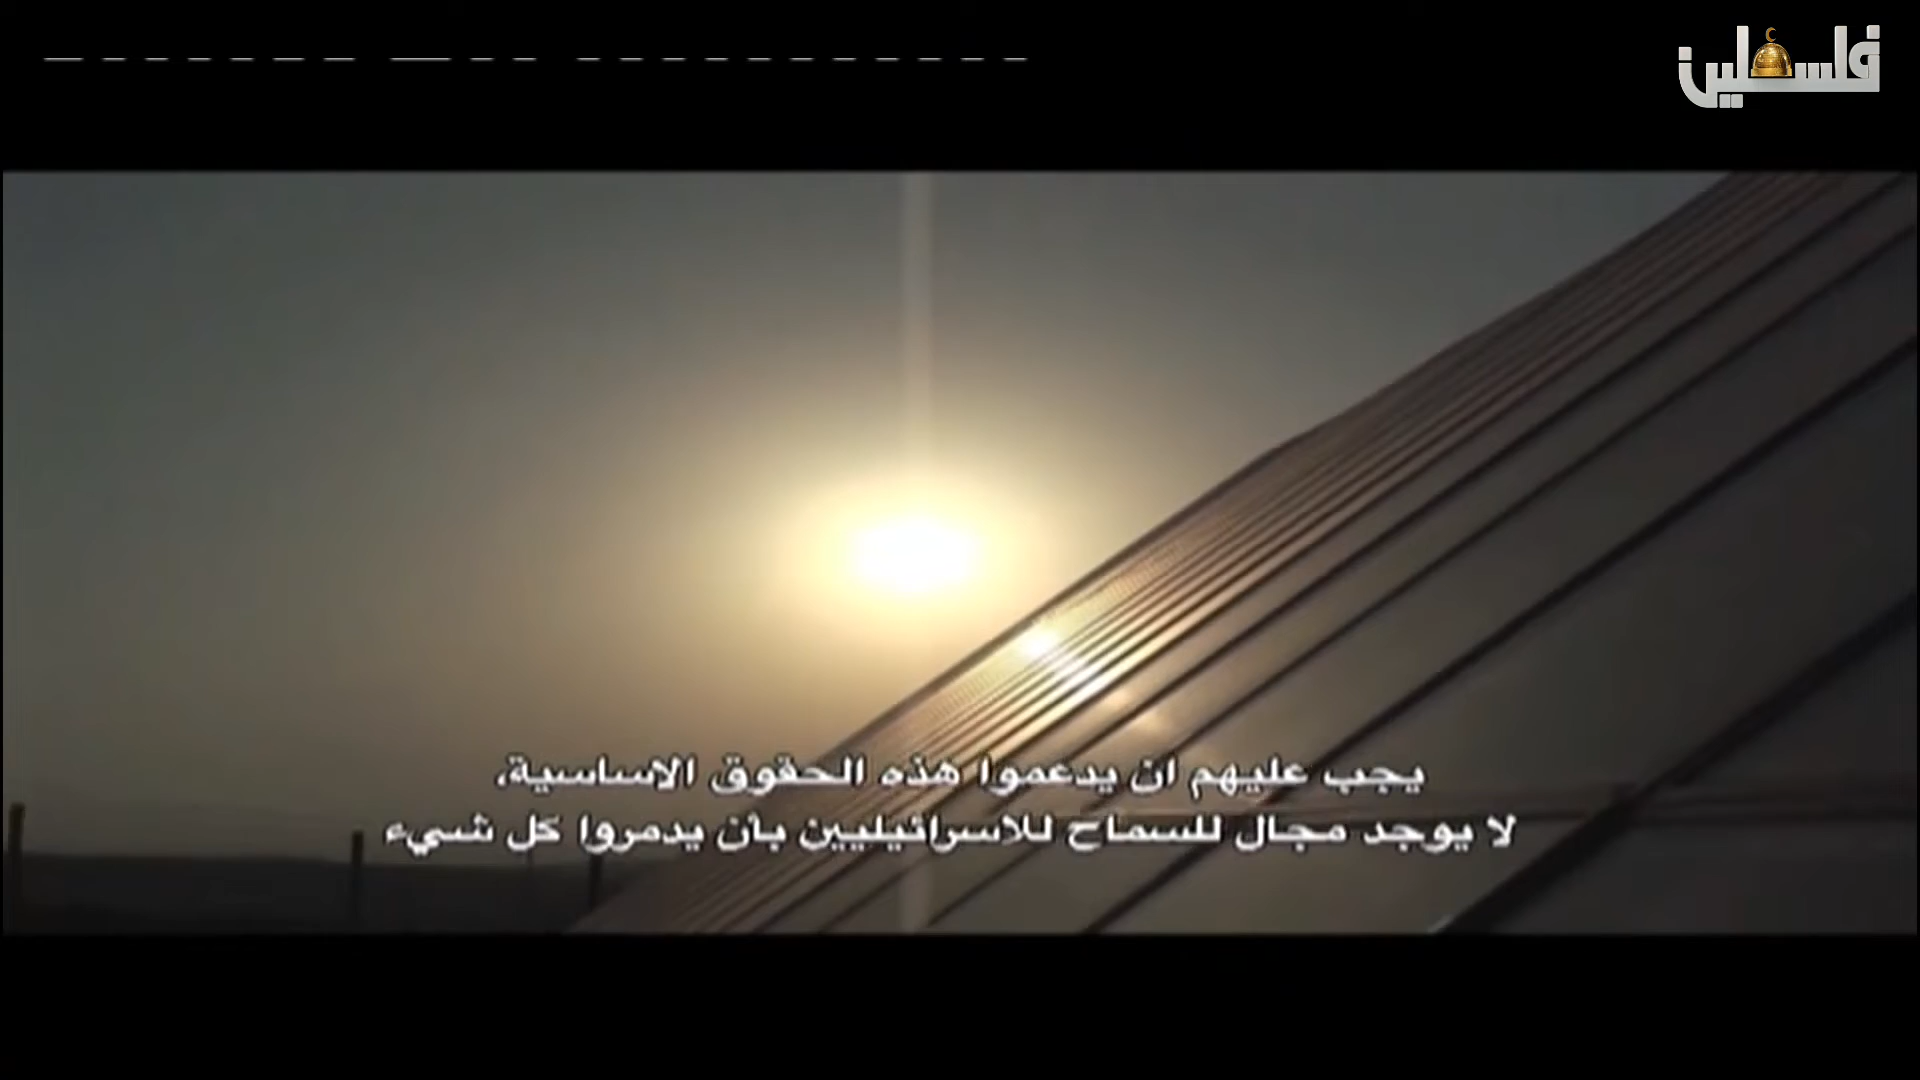 فلسطين
يجب عليهم ان يدعموا هذه الحقوق الاساسية،
لا يوجد مجال للسماح للاسرائيليين بأن يدمروا كل شيء